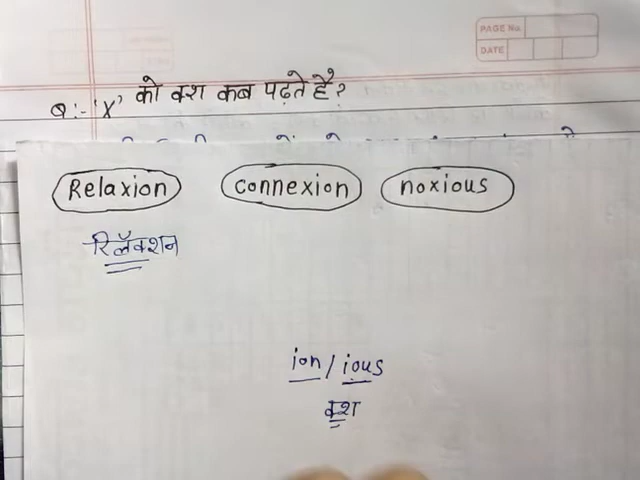 PAGE No.
DATE
Q:- 'X' को क्श कब पढ़ते है?
Relaxion connexion noxious
रिलॅक्शन
ion / ious
क्श